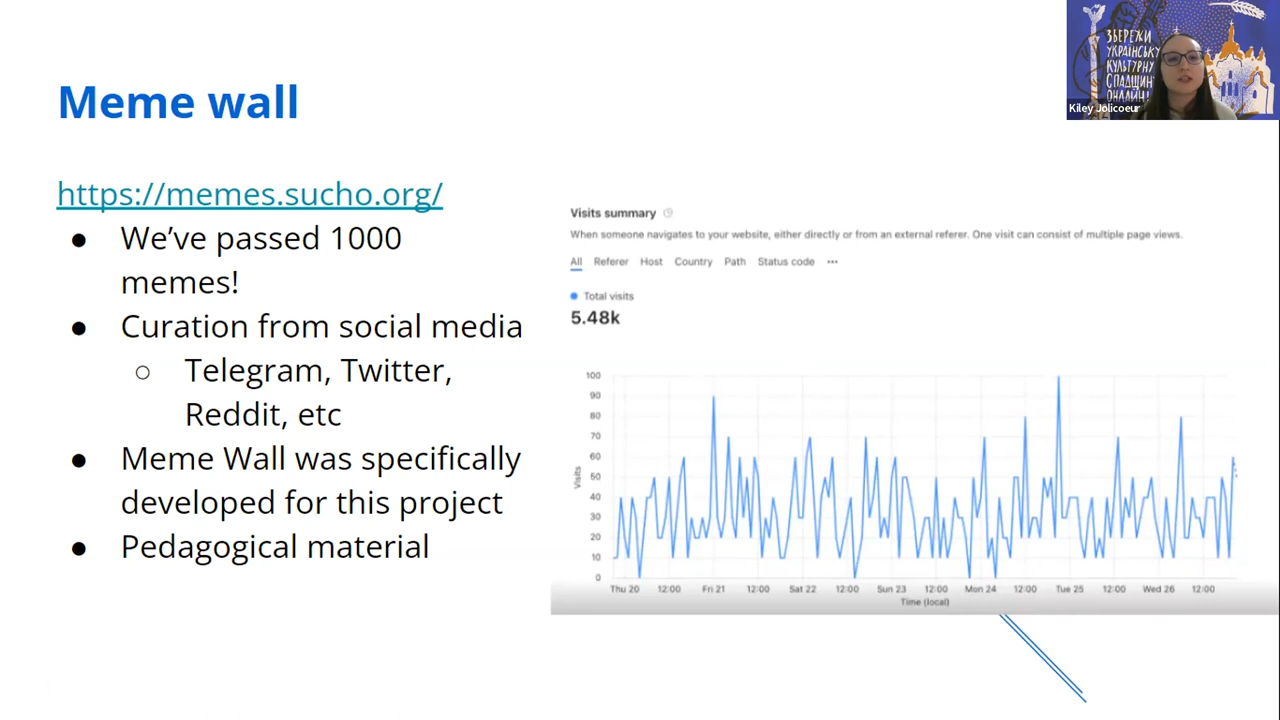 Meme wall
https://memes.sucho.org/
● We've passed 1000
memes!
● Curation from social media
○ Telegram, Twitter,
Reddit, etc
● Meme Wall was specifically
developed for this project
● Pedagogical material
Visits summary
When someone navigates to your website, either directly or from an external referer. One visit can consist of multiple page views.
All Referer Host Country Path Status code •••
Total visits
5.48k
100
90
80
70
60
50
40
30
20
10
0
Visits
Thu 20 12:00 Fri 21 12:00 Sat 22 12:00 Sun 23 12:00 Mon 24 12:00 Tue 25 12:00 Wed 26 12:00
Time (local)
ЗБЕРЕЖИ
УКРАЇНСЬКУ
КУЛЬТУРНУ
СПАДЩИН
ОНЛАЙН!
Kiley Jolicoeur